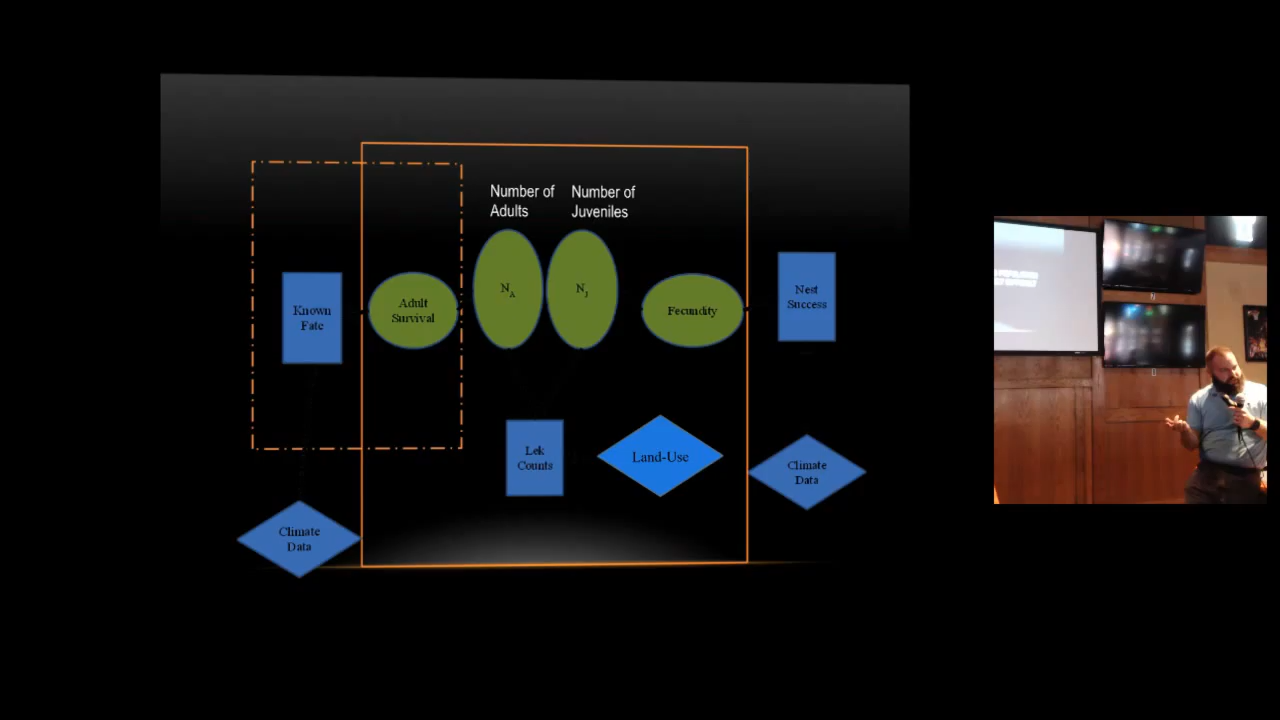 Number of
Adults
Number of
Juveniles
Known
Fate
Adult
Survival
N
A
N
J
Fecundity
Nest
Success
Lek
Counts
Land-Use
Climate
Data
Climate
Data